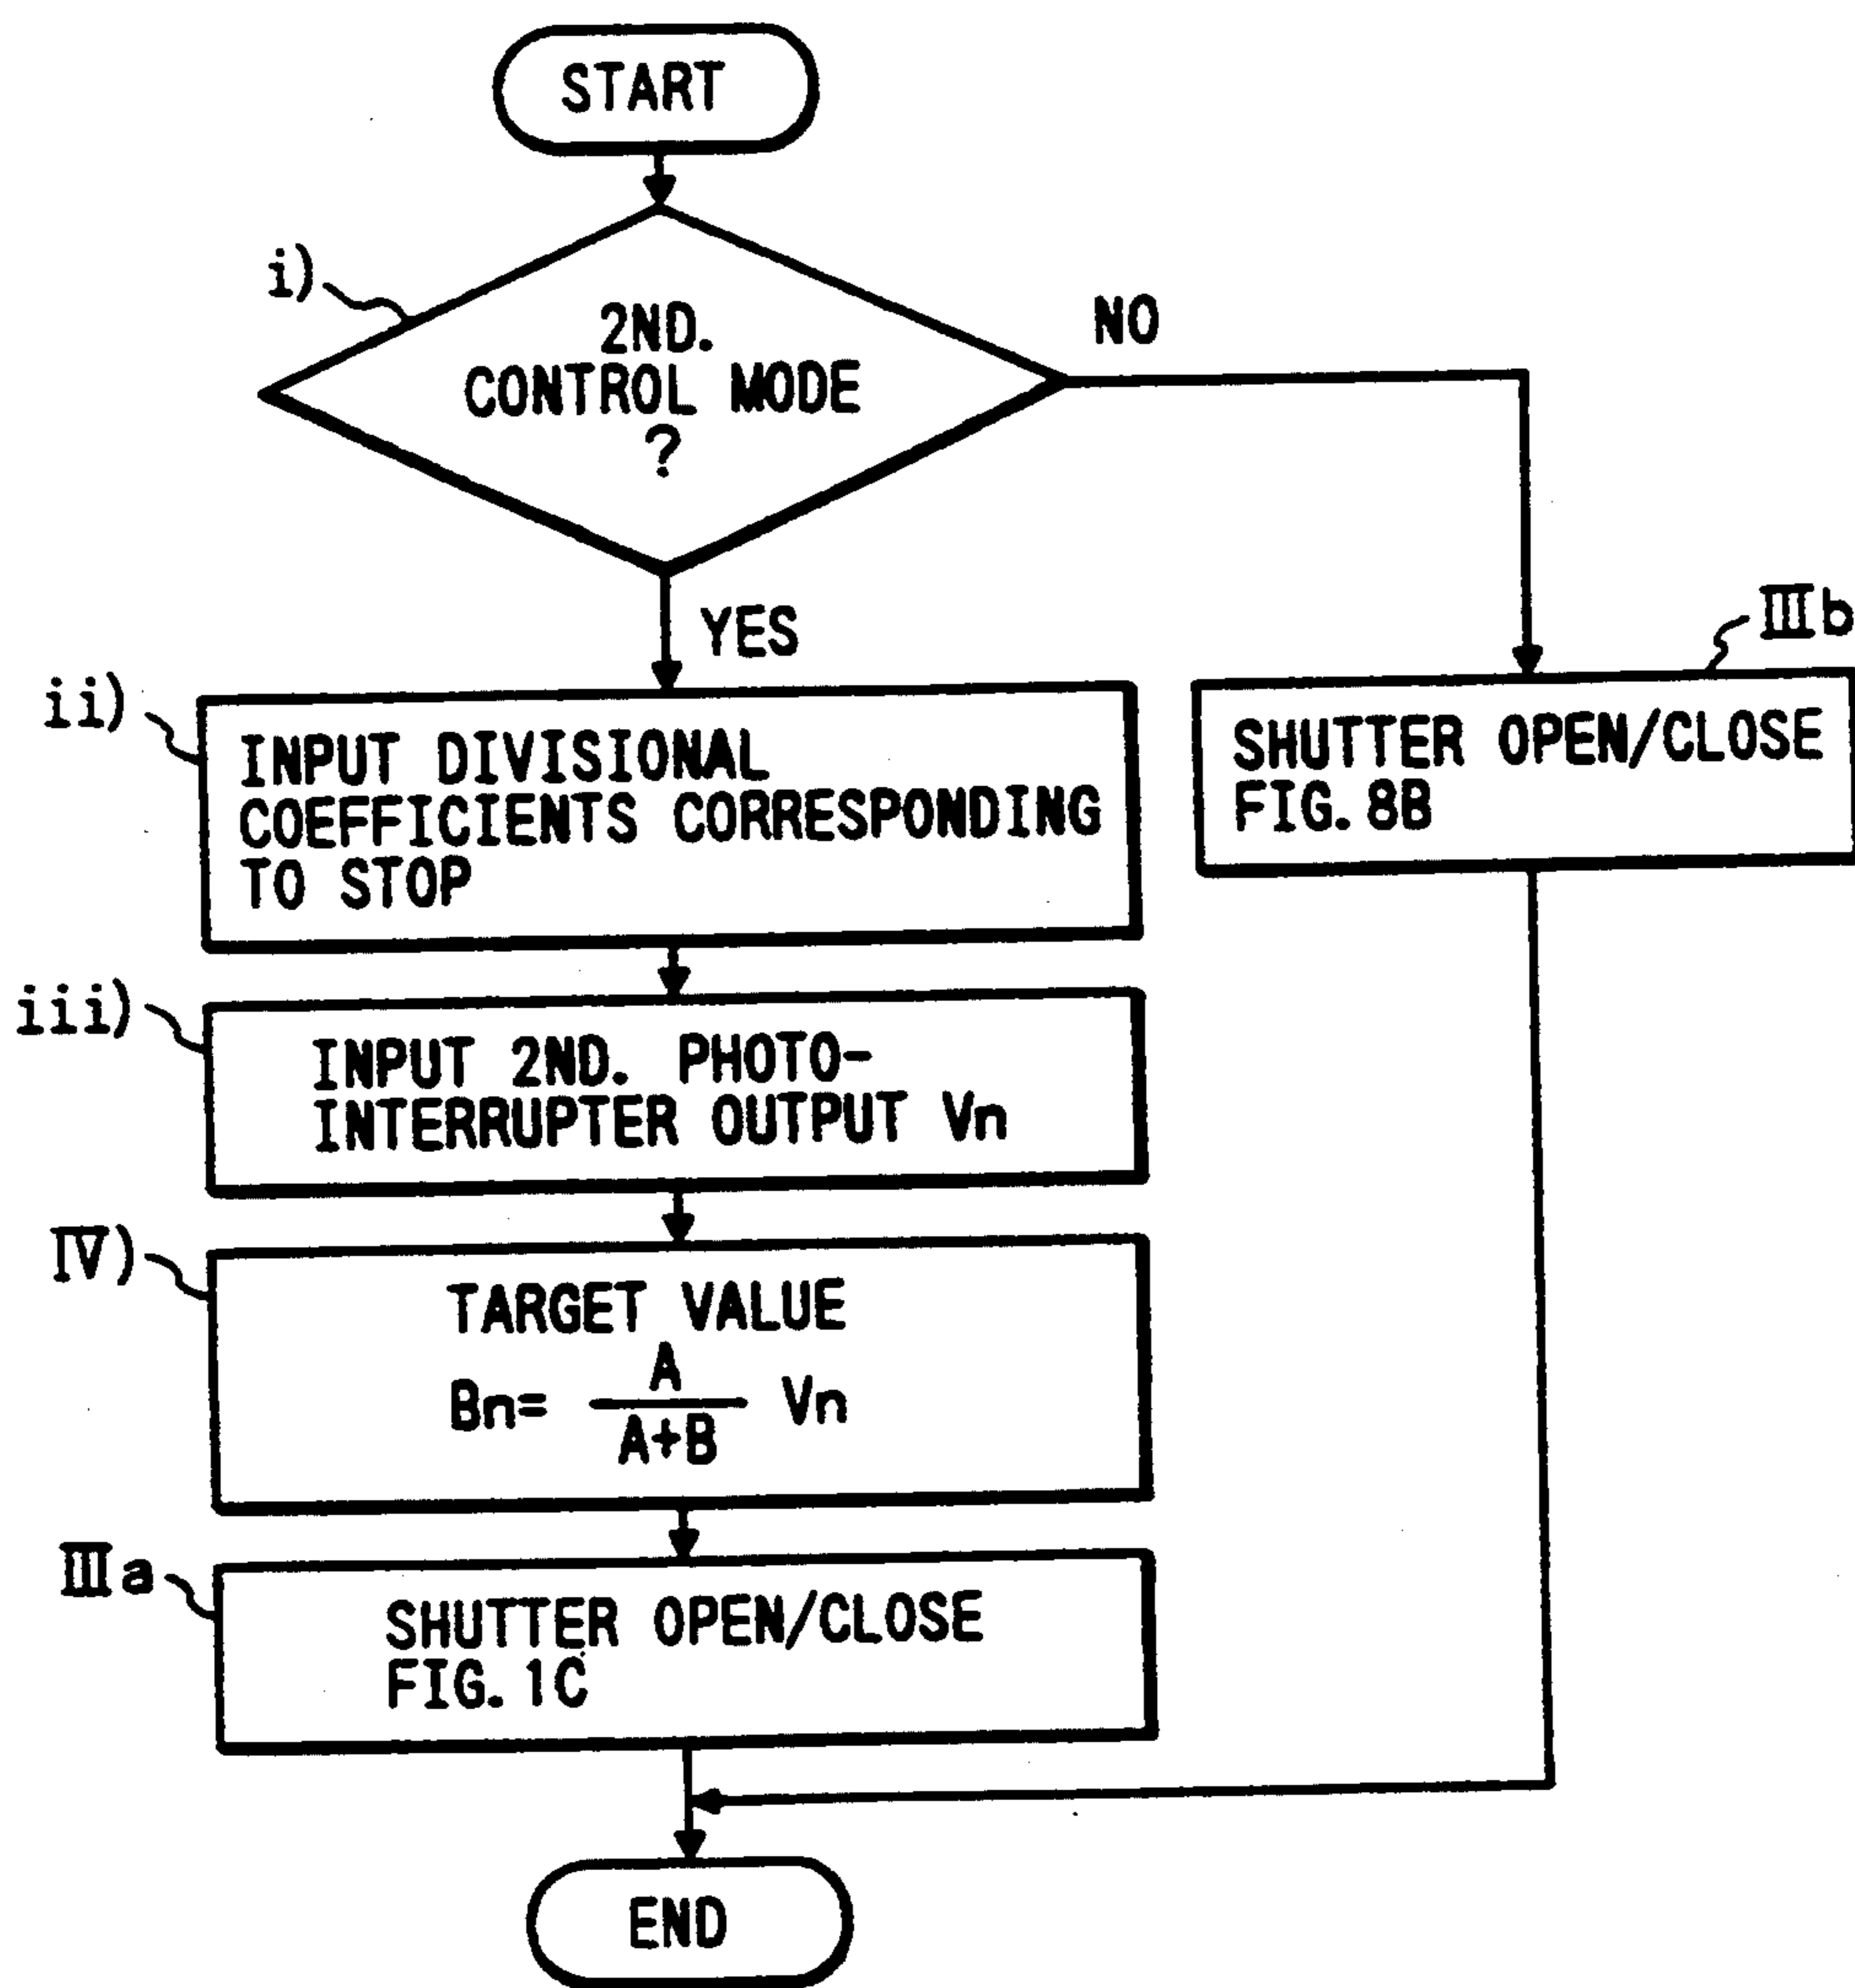 START
i)
2ND.
CONTROL MODE
?
NO
YES
ii)
INPUT DIVISIONAL
COEFFICIENTS CORRESPONDING
TO STOP
IIIb
SHUTTER OPEN/CLOSE
FIG. 8B
iii)
INPUT 2ND. PHOTO-
INTERRUPTER OUTPUT Vn
IV)
TARGET VALUE
Bn= A/A+B Vn
IIIa
SHUTTER OPEN/CLOSE
FIG. 1C
END